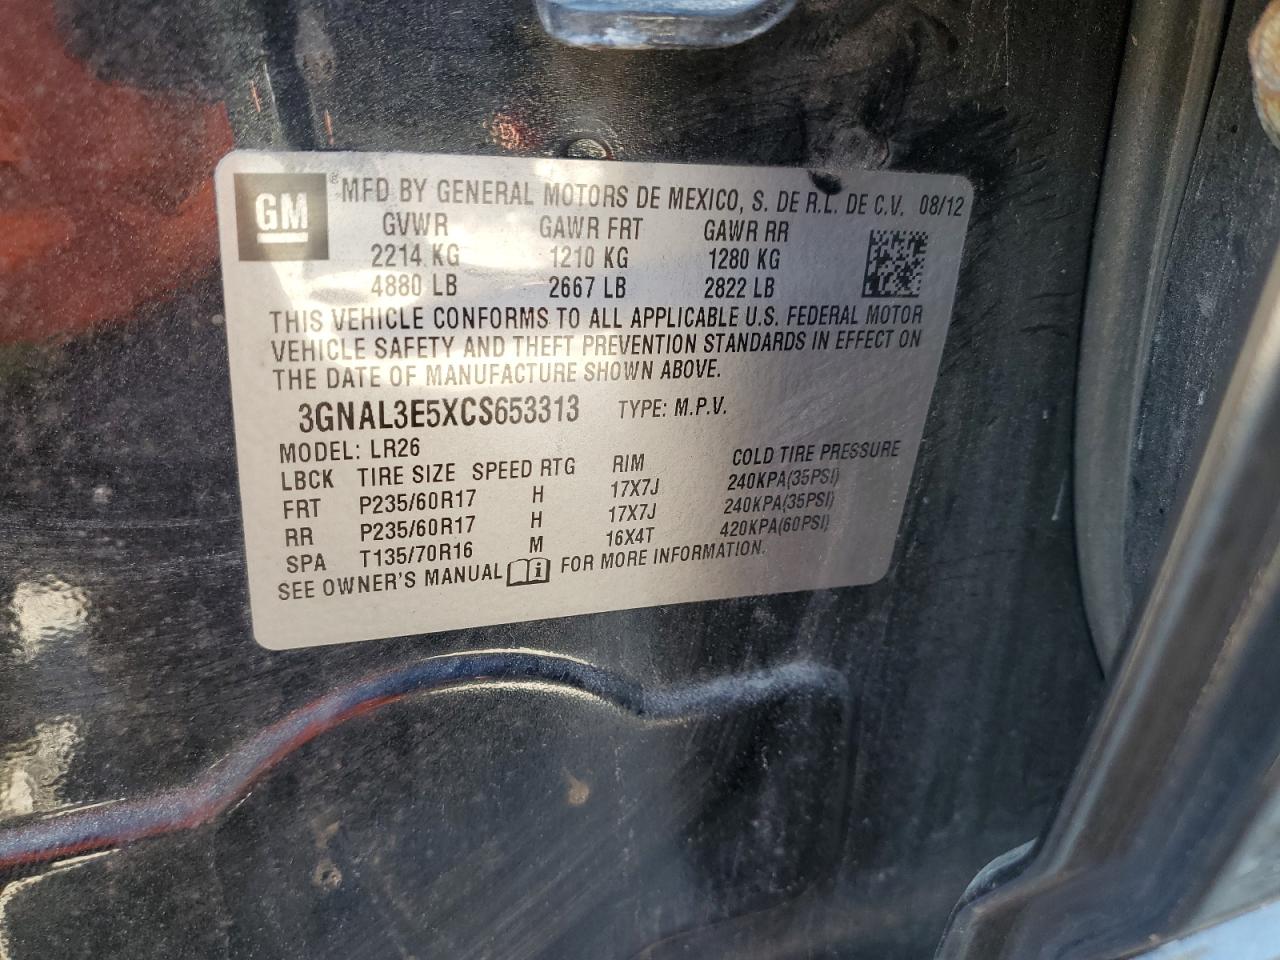 GM ® MFD BY GENERAL MOTORS DE MEXICO, S. DE R.L. DE C.V. 08/12
GVWR GAWR FRT GAWR RR
2214 KG 1210 KG 1280 KG
4880 LB 2667 LB 2822 LB
THIS VEHICLE CONFORMS TO ALL APPLICABLE U.S. FEDERAL MOTOR
VEHICLE SAFETY AND THEFT PREVENTION STANDARDS IN EFFECT ON
THE DATE OF MANUFACTURE SHOWN ABOVE.
3GNAL3E5XCS653313 TYPE: M.P.V.
MODEL: LR26
LBCK TIRE SIZE SPEED RTG RIM COLD TIRE PRESSURE
FRT P235/60R17 H 17X7J 240KPA(35PSI)
RR P235/60R17 H 17X7J 240KPA(35PSI)
SPA T135/70R16 M 16X4T 420KPA(60PSI)
SEE OWNER'S MANUAL FOR MORE INFORMATION.